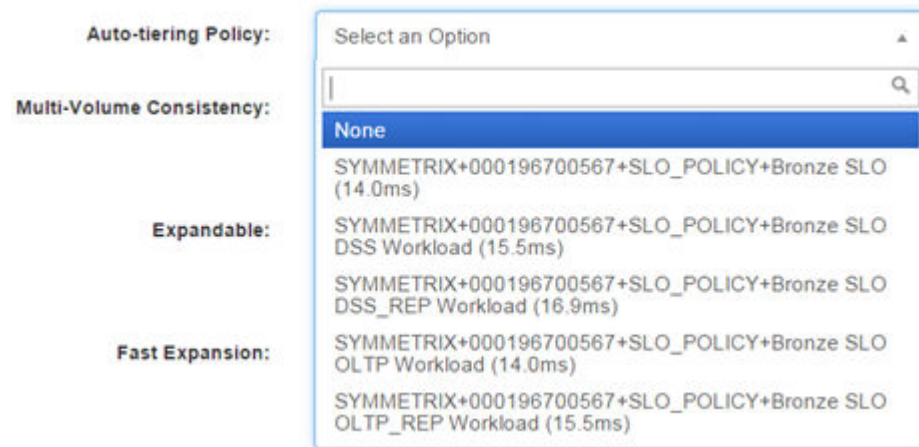 Auto-tiering Policy:
Select an Option
Multi-Volume Consistency:
None
SYMMETRIX+000196700567+SLO_POLICY+Bronze SLO
(14.0ms)
Expandable:
SYMMETRIX+000196700567+SLO_POLICY+Bronze SLO
DSS Workload (15.5ms)
SYMMETRIX+000196700567+SLO_POLICY+Bronze SLO
DSS_REP Workload (16.9ms)
Fast Expansion:
SYMMETRIX+000196700567+SLO_POLICY+Bronze SLO
OLTP Workload (14.0ms)
SYMMETRIX+000196700567+SLO_POLICY+Bronze SLO
OLTP_REP Workload (15.5ms)